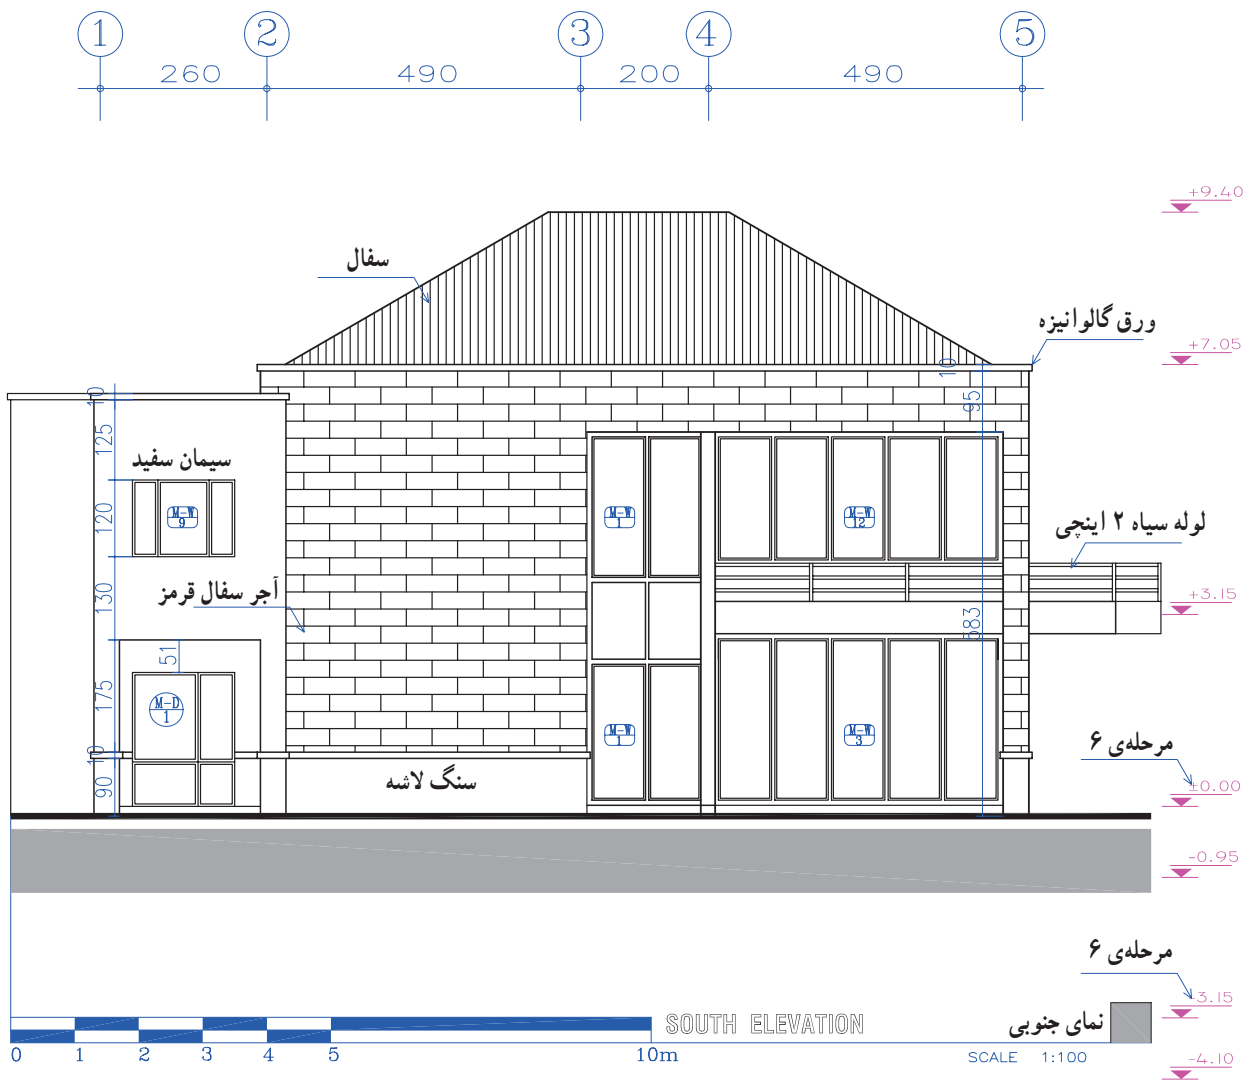 1 2 3 4 5
260 490 200 490
+9.40
سفال
ورق گالوانیزه
+7.05
10
95
10
125
سیمان سفید
120
M-W 9
M-W 1
M-W 12
لوله سیاه ۲ اینچی
آجر سفال قرمز
130
+3.15
583
51
175
M-D 1
M-W 1
M-W 3
10
90
سنگ لاشه
مرحله‌ی ۶
±0.00
-0.95
مرحله‌ی ۶
-3.15
SOUTH ELEVATION
نمای جنوبی
0 1 2 3 4 5 10m
SCALE 1:100
-4.10